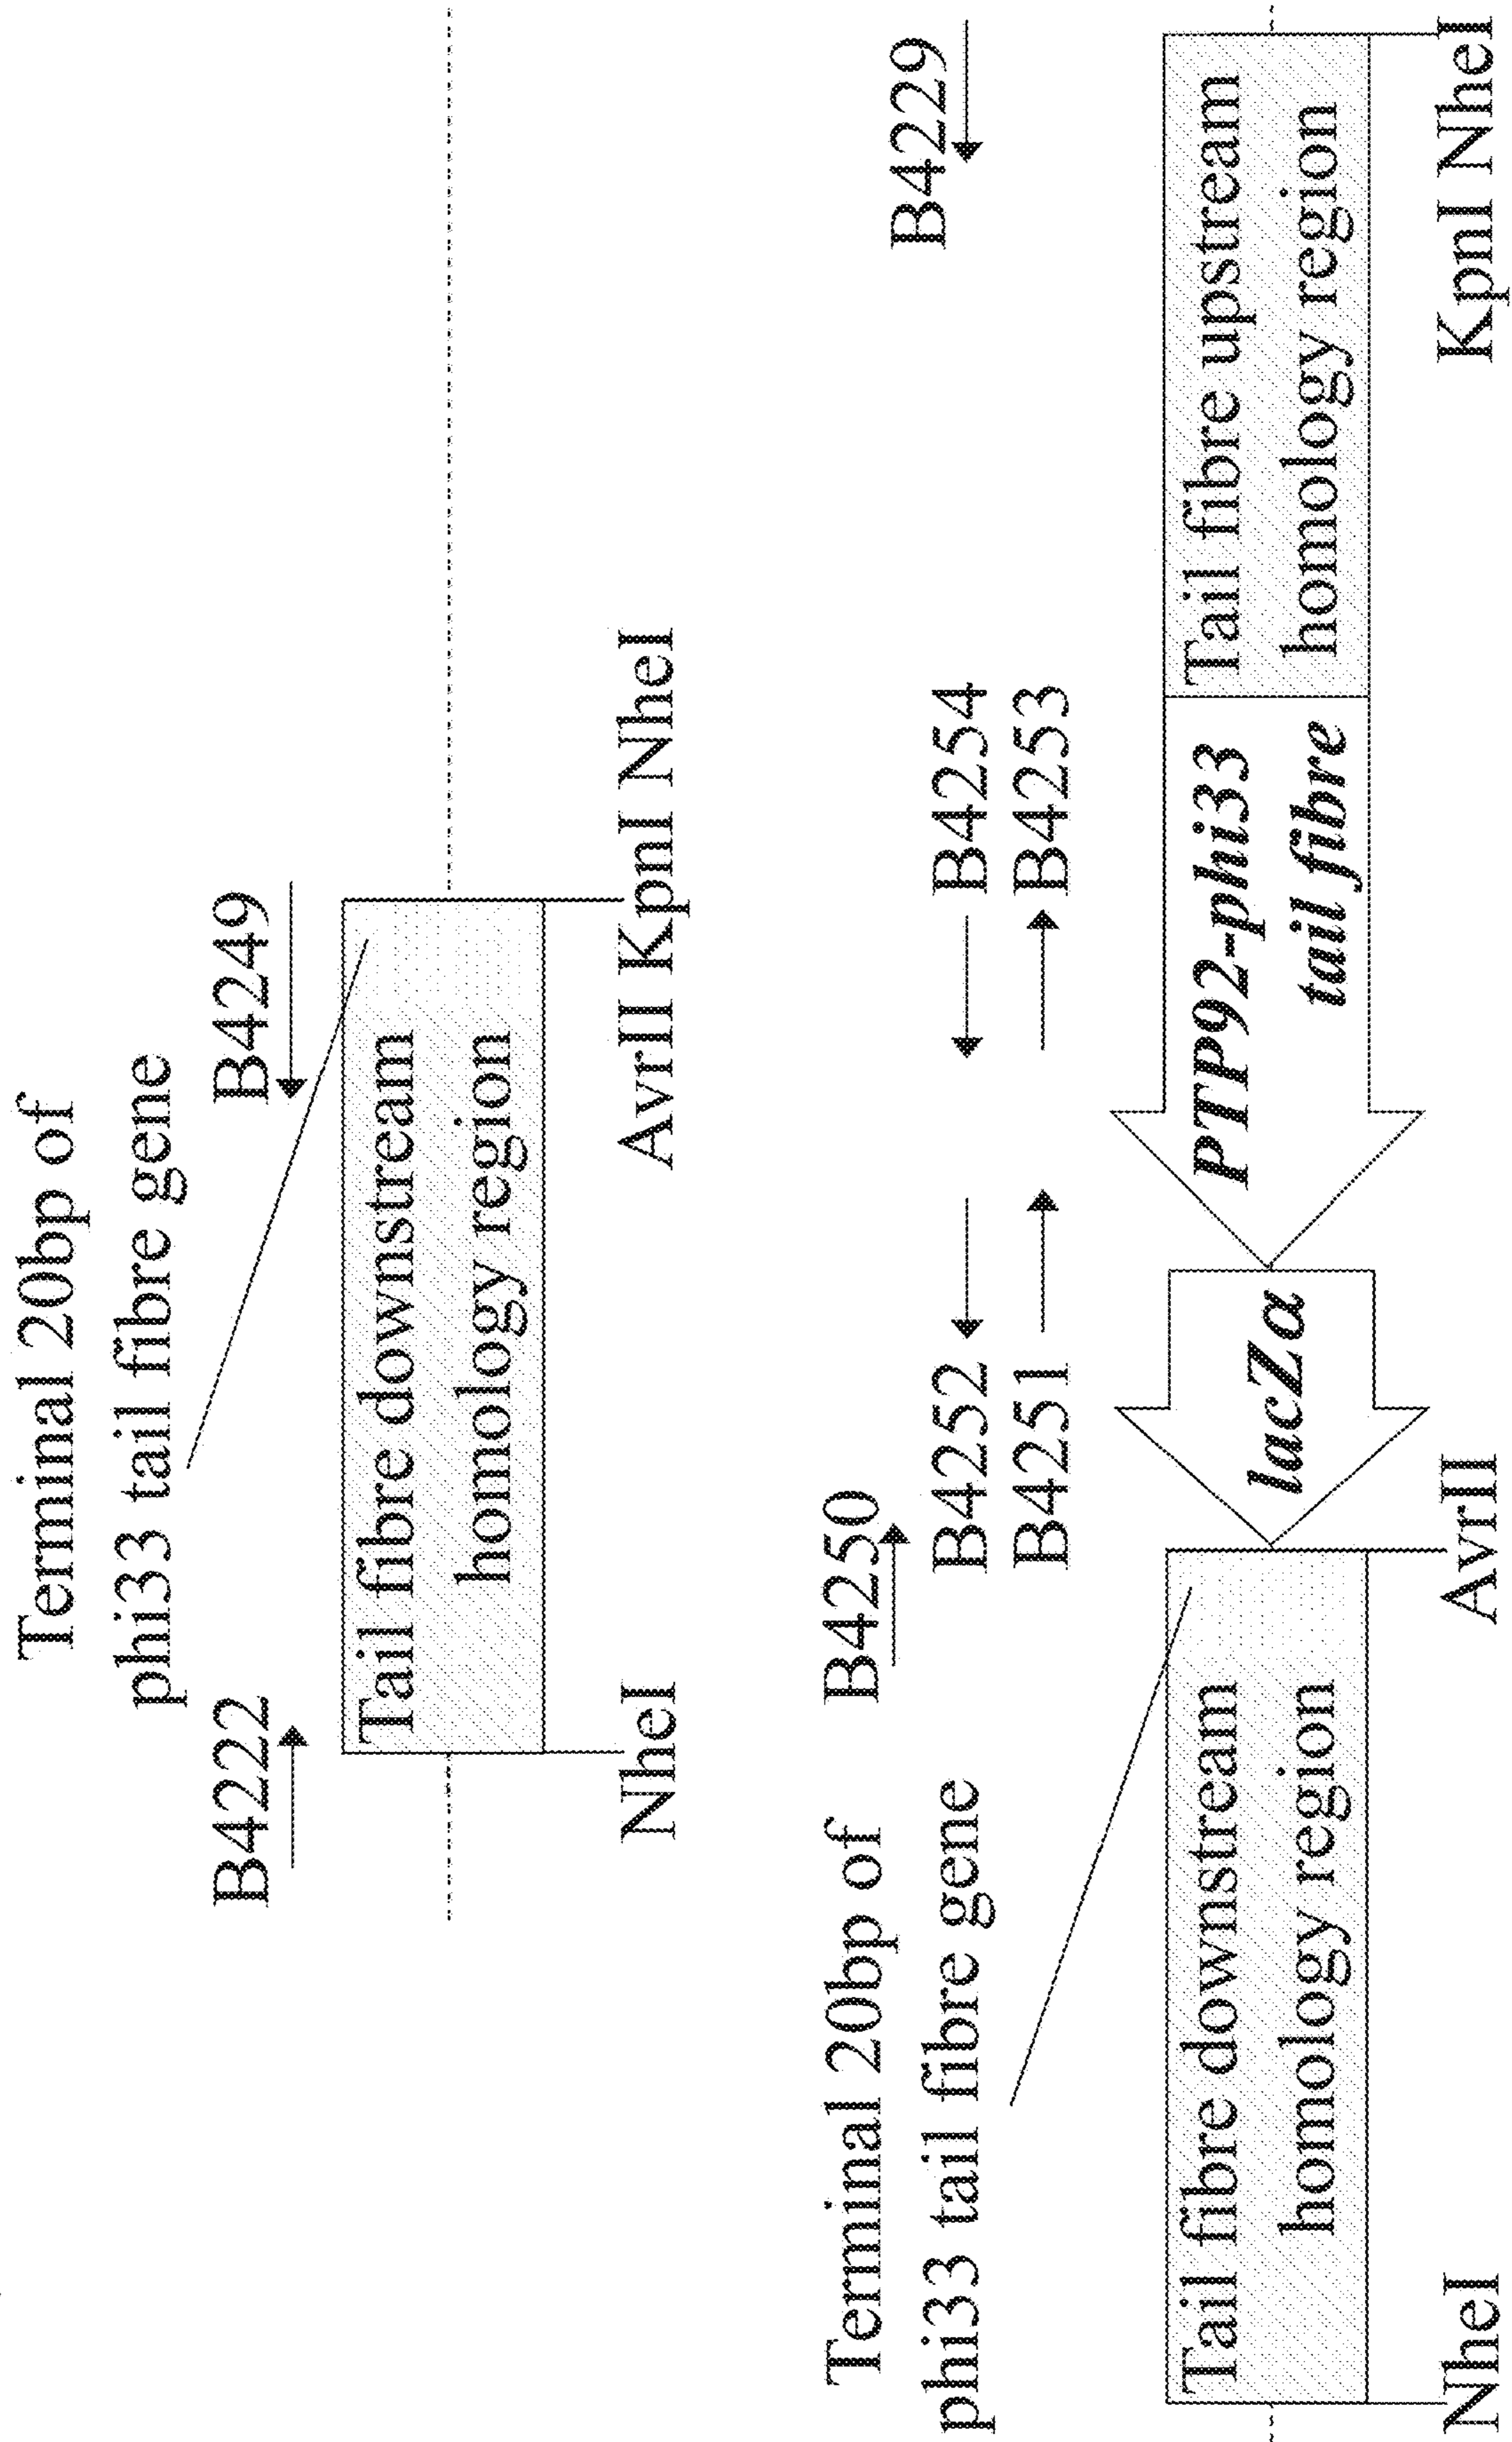 Terminal 20bp of
phi33 tail fibre gene
B4222
B4249
Tail fibre downstream
homology region
NheI
AvrII KpnI NheI
Terminal 20bp of
phi33 tail fibre gene
B4250
B4229
B4252
B4254
B4251
B4253
Tail fibre downstream
homology region
lacZα
PTP92-phi33
tail fibre
Tail fibre upstream
homology region
NheI
AvrII
KpnI NheI